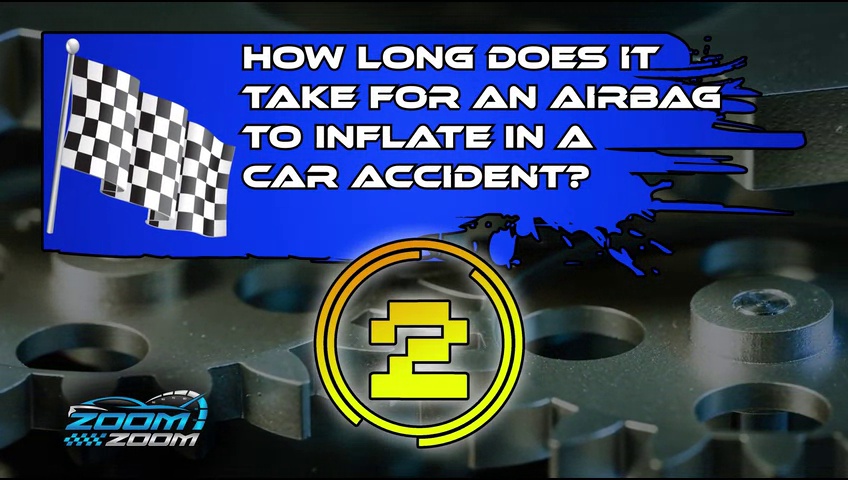 HOW LONG DOES IT
TAKE FOR AN AIRBAG
TO INFLATE IN A
CAR ACCIDENT?
2
ZOOM
ZOOM